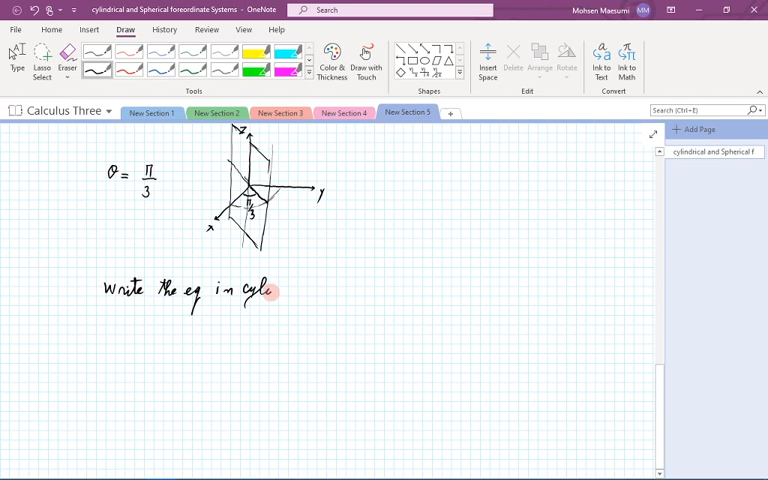 cylindrical and Spherical foreordinate Systems - OneNote
Search
Mohsen Maesumi
MM
File Home Insert Draw History Review View Help
Type
Lasso Select
Eraser
Color & Thickness
Draw with Touch
Insert Space
Delete
Arrange
Rotate
Ink to Text
Ink to Math
Tools
Shapes
Edit
Convert
Calculus Three
New Section 1
New Section 2
New Section 3
New Section 4
New Section 5
Search (Ctrl+E)
Add Page
cylindrical and Spherical f
z
θ = π/3
y
π/3
x
Write the eq in cyl